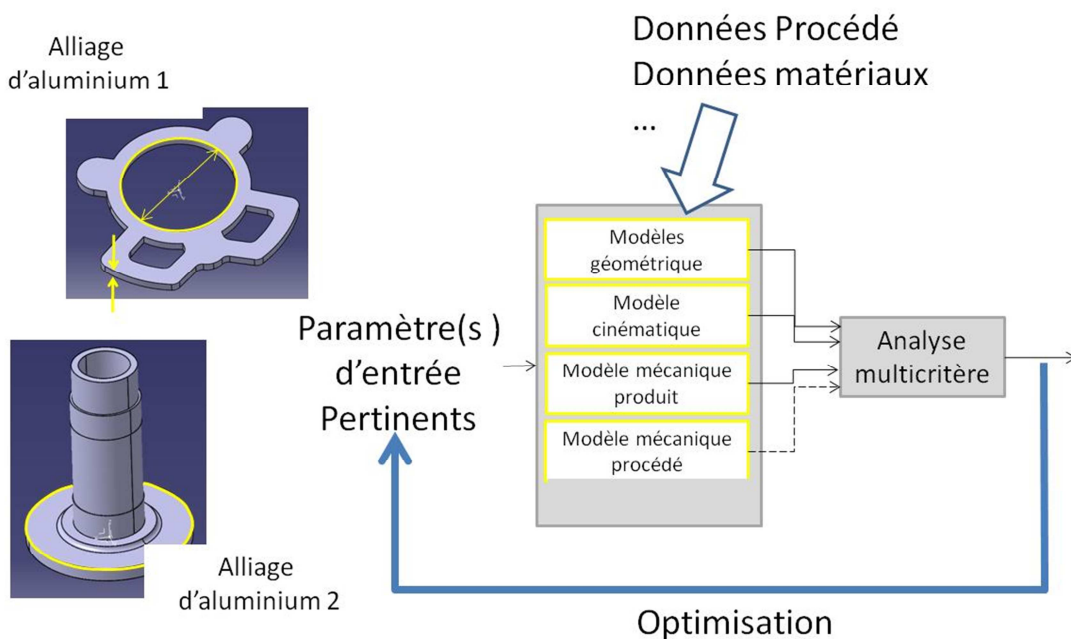 Alliage
d'aluminium 1
Données Procédé
Données matériaux
...
Modèles
géométrique
Modèle
cinématique
Modèle mécanique
produit
Modèle mécanique
procédé
Paramètre(s )
d'entrée
Pertinents
Analyse
multicritère
Alliage
d'aluminium 2
Optimisation